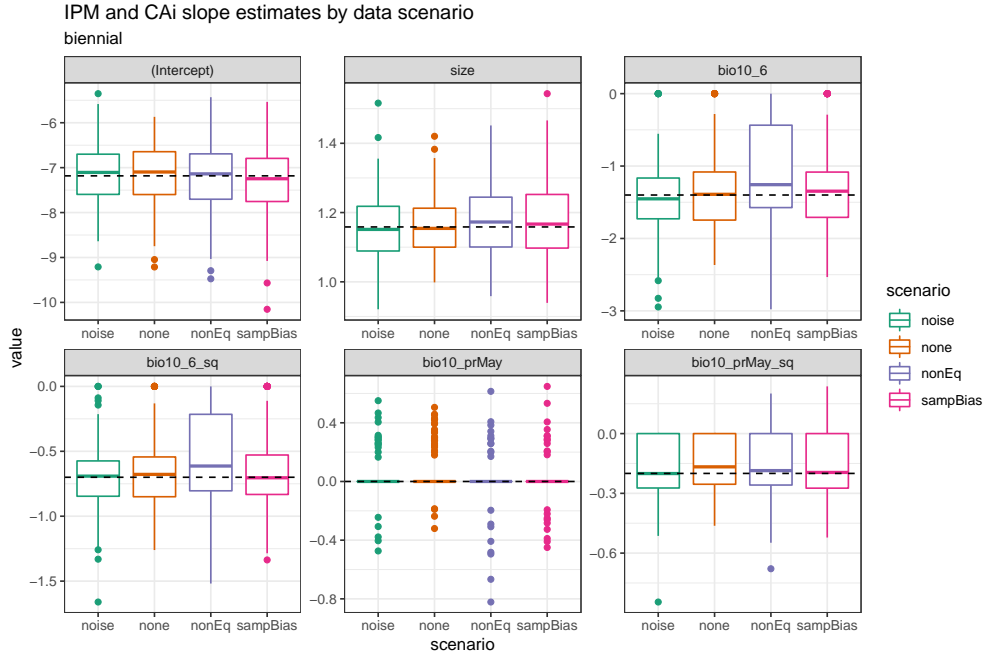 IPM and CAi slope estimates by data scenario
biennial
(Intercept) size bio10_6
−6
−7
−8
−9
−10
1.4
1.2
1.0
0
−1
−2
−3
noise none nonEq sampBias noise none nonEq sampBias noise none nonEq sampBias
bio10_6_sq bio10_prMay bio10_prMay_sq
0.0
−0.5
−1.0
−1.5
0.4
0.0
−0.4
−0.8
0.0
−0.3
−0.6
noise none nonEq sampBias noise none nonEq sampBias noise none nonEq sampBias
value
scenario
scenario
noise
none
nonEq
sampBias